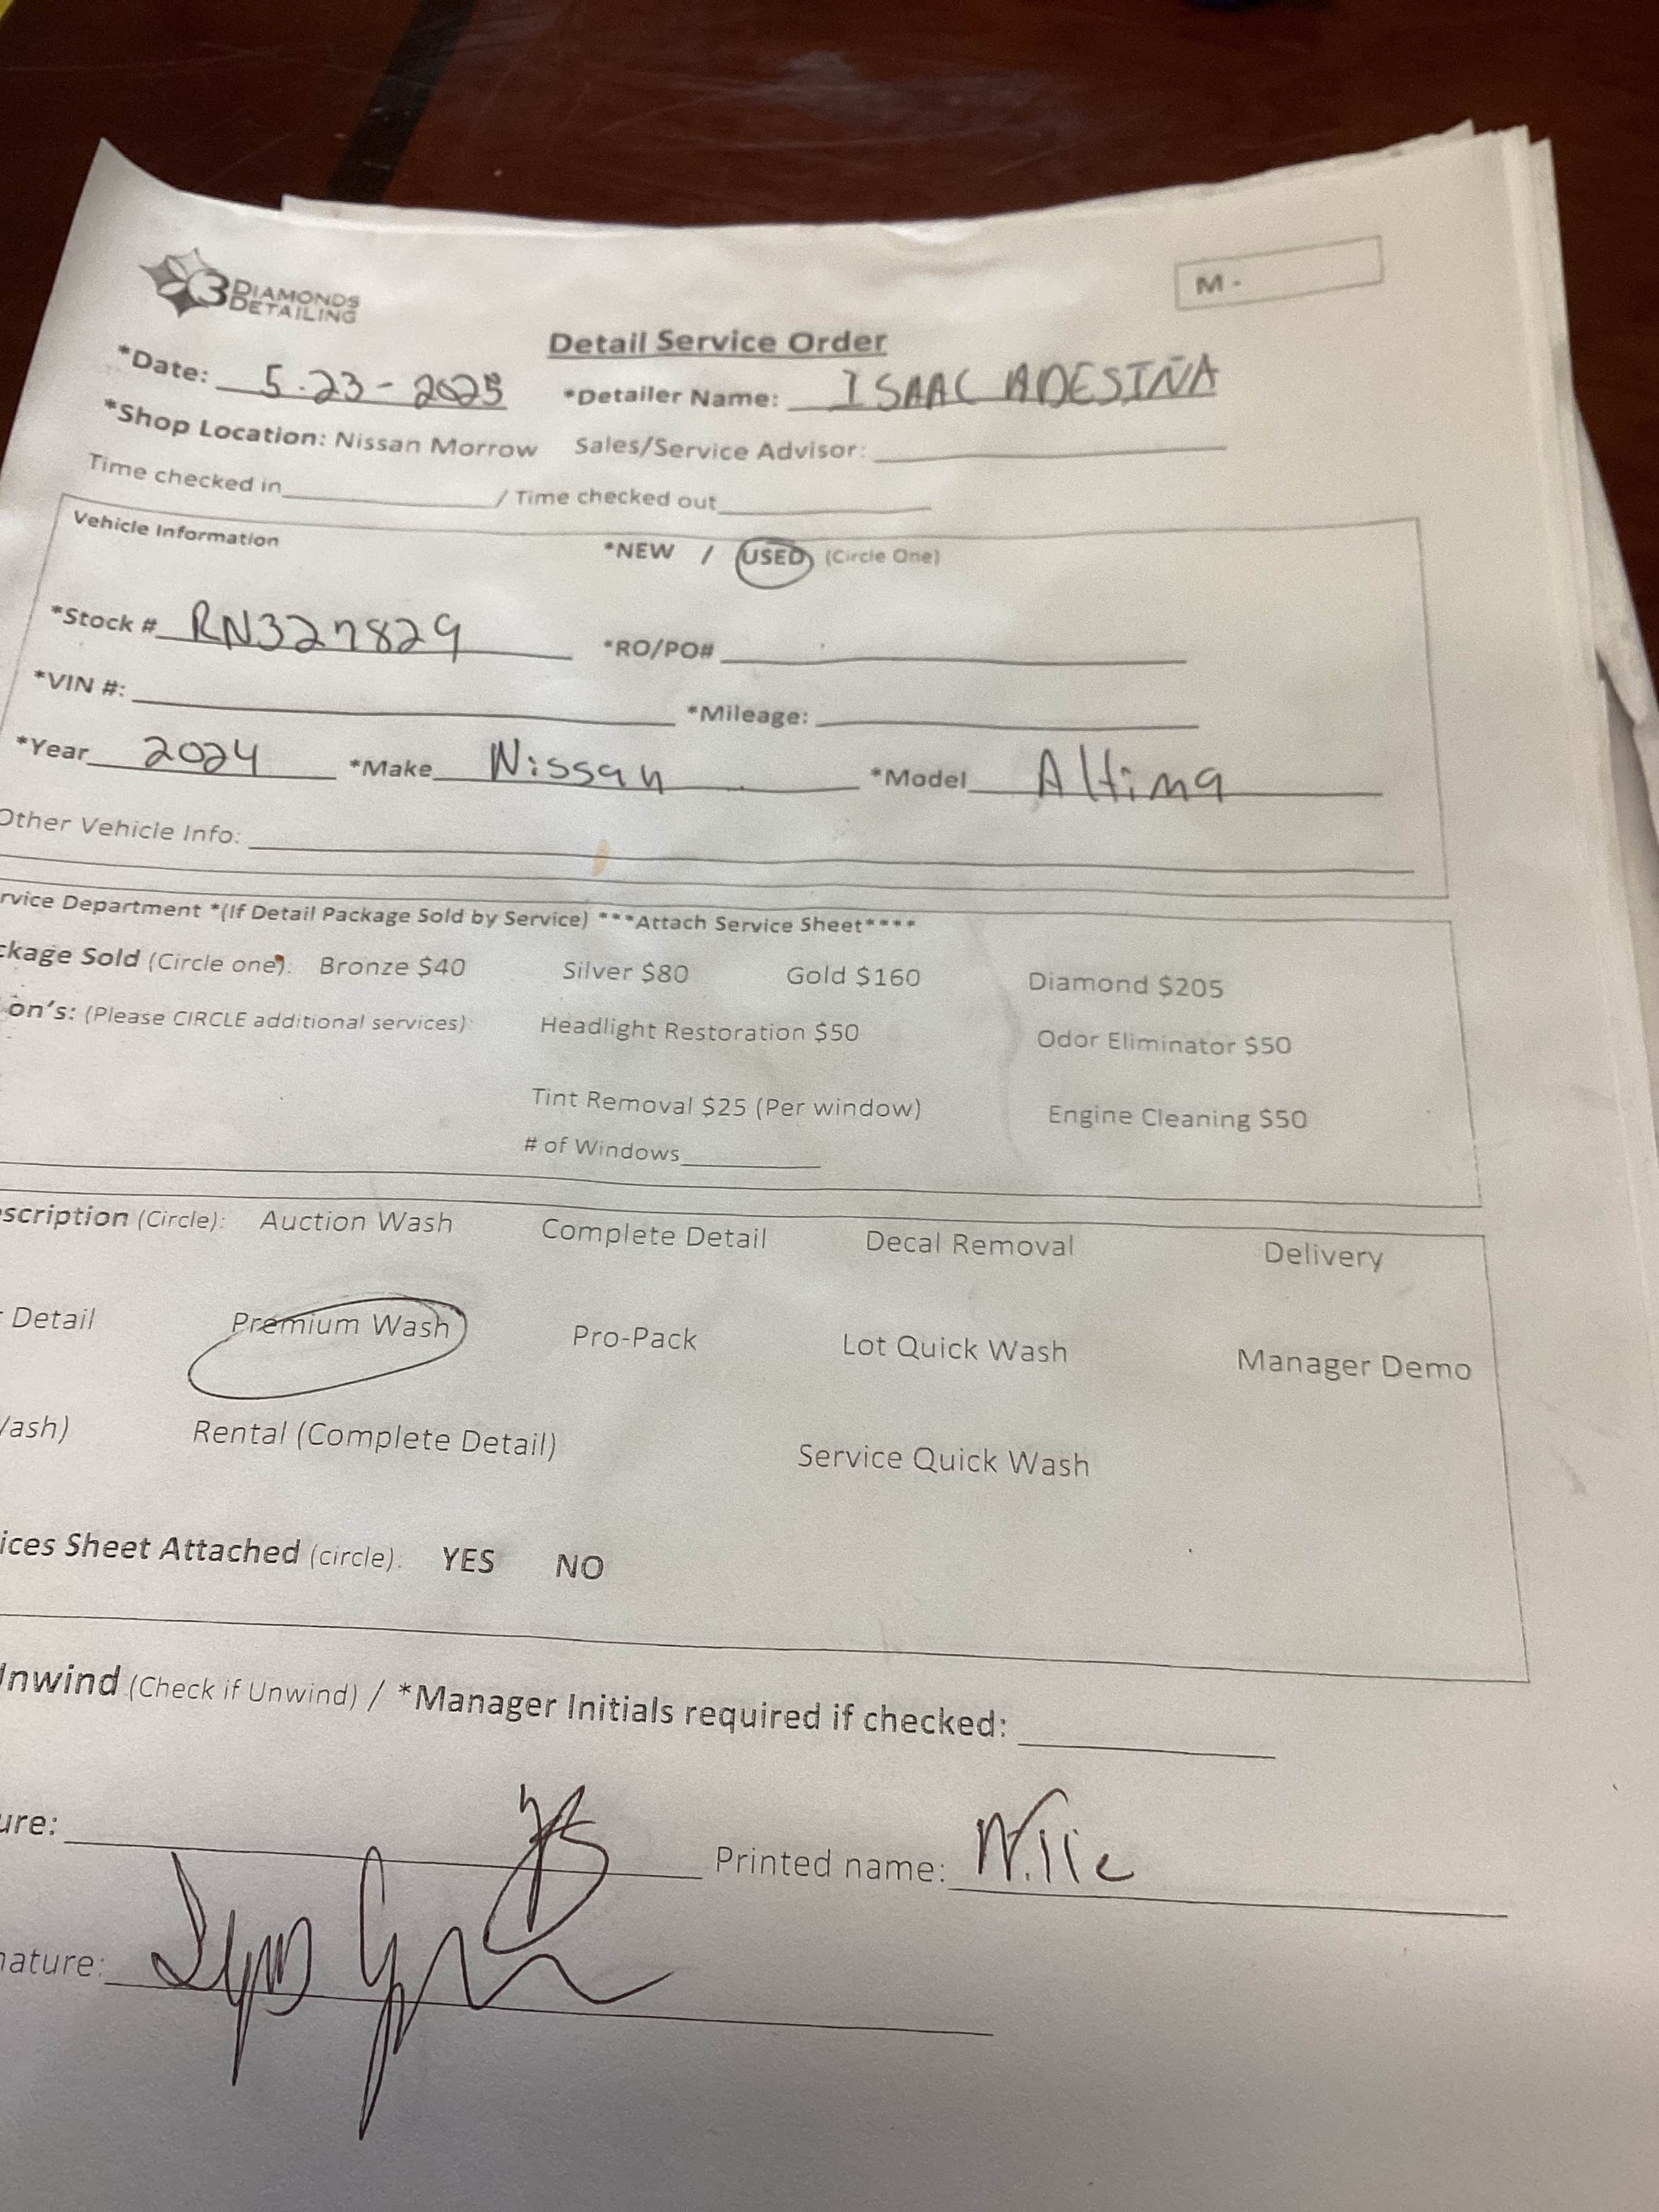 3 DIAMONDS
DETAILING
M -
Detail Service Order
*Date: 5-23-2025 *Detailer Name: ISAAC ADESINA
*Shop Location: Nissan Morrow Sales/Service Advisor:
Time checked in / Time checked out
Vehicle Information *NEW / USED (Circle One)
*Stock # RN327829 *RO/PO#
*VIN #: *Mileage:
*Year 2024 *Make Nissan *Model Altima
Other Vehicle Info:
rvice Department *(If Detail Package Sold by Service) ***Attach Service Sheet****
ckage Sold (Circle one): Bronze $40 Silver $80 Gold $160 Diamond $205
on's: (Please CIRCLE additional services): Headlight Restoration $50 Odor Eliminator $50
Tint Removal $25 (Per window) Engine Cleaning $50
# of Windows
escription (Circle): Auction Wash Complete Detail Decal Removal Delivery
Detail Premium Wash Pro-Pack Lot Quick Wash Manager Demo
Wash) Rental (Complete Detail) Service Quick Wash
ices Sheet Attached (circle): YES NO
Unwind (Check if Unwind) / *Manager Initials required if checked:
ure: Printed name: Willie
nature: